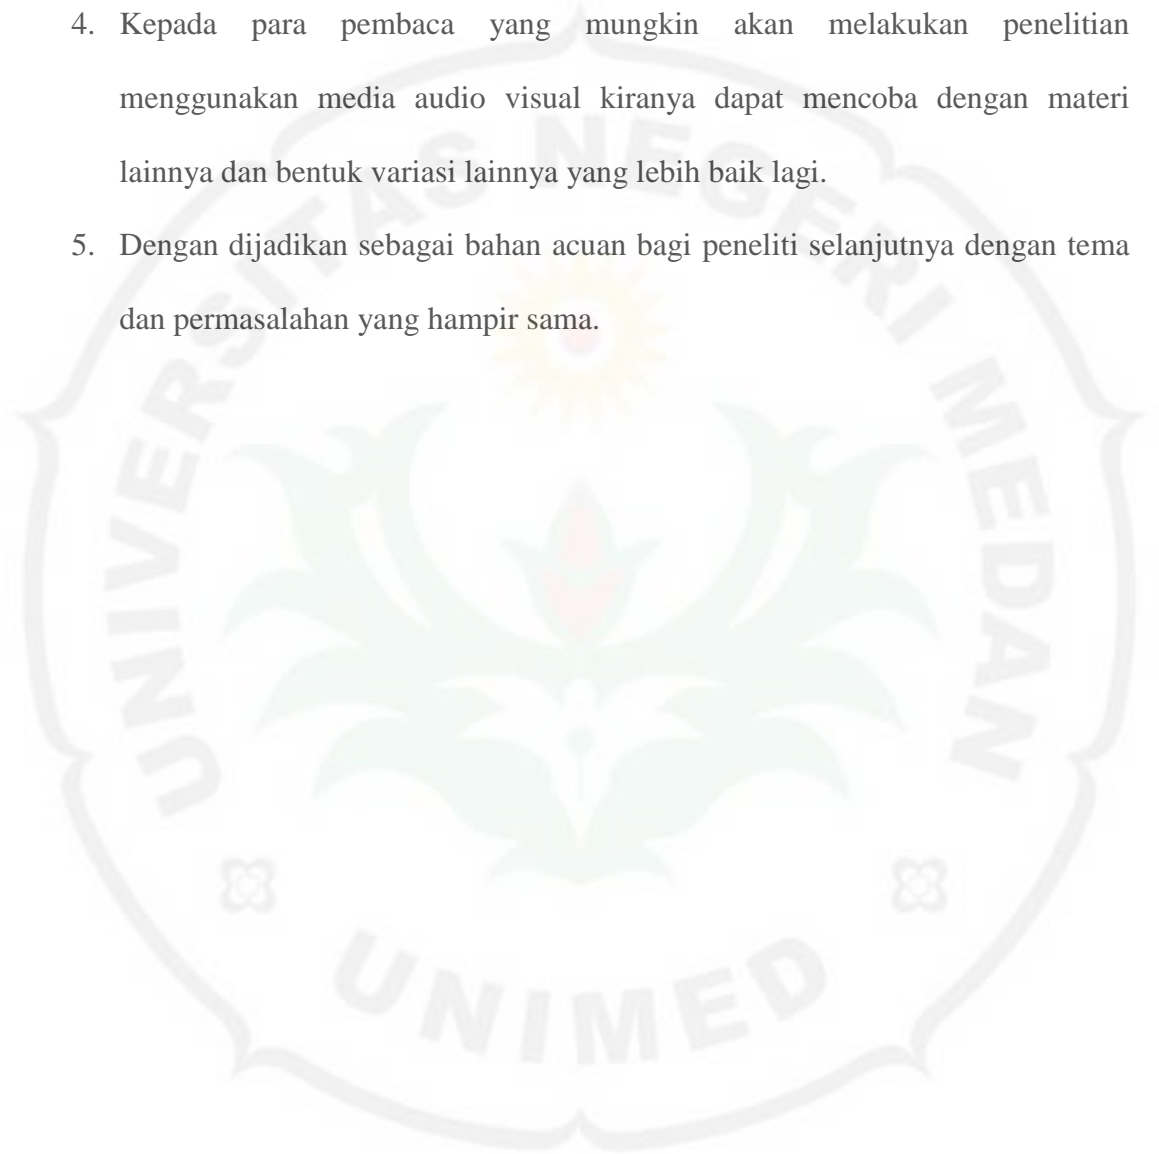 4. Kepada para pembaca yang mungkin akan melakukan penelitian
menggunakan media audio visual kiranya dapat mencoba dengan materi
lainnya dan bentuk variasi lainnya yang lebih baik lagi.
5. Dengan dijadikan sebagai bahan acuan bagi peneliti selanjutnya dengan tema
dan permasalahan yang hampir sama.
UNIVERSITAS NEGERI MEDAN
UNIMED